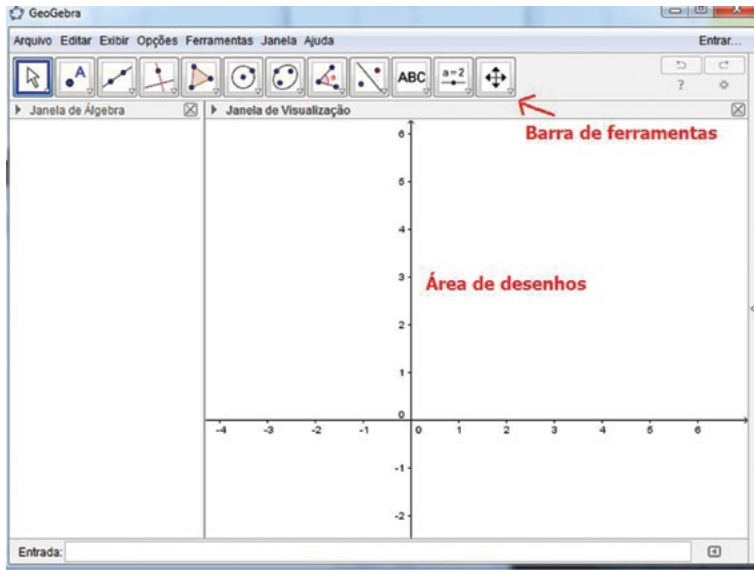 GeoGebra
Arquivo Editar Exibir Opções Ferramentas Janela Ajuda
Entrar...
A
ABC
a=2
?
Janela de Álgebra
Janela de Visualização
Barra de ferramentas
Área de desenhos
6
5
4
3
2
1
0
-4 -3 -2 -1 0 1 2 3 4 5 6
-1
-2
Entrada: